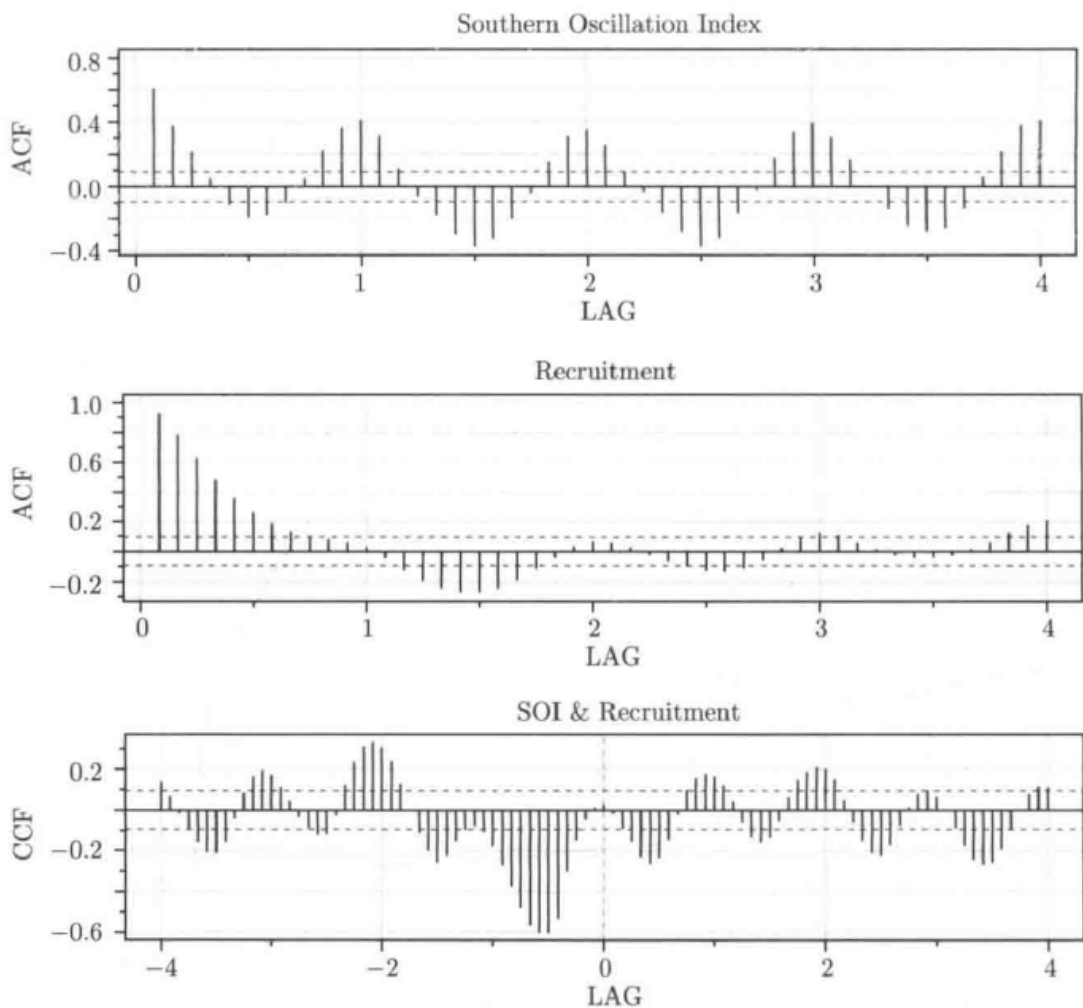 Southern Oscillation Index
ACF
0.8
0.4
0.0
−0.4
0 1 2 3 4
LAG
Recruitment
ACF
1.0
0.6
0.2
−0.2
0 1 2 3 4
LAG
SOI & Recruitment
CCF
0.2
−0.2
−0.6
−4 −2 0 2 4
LAG